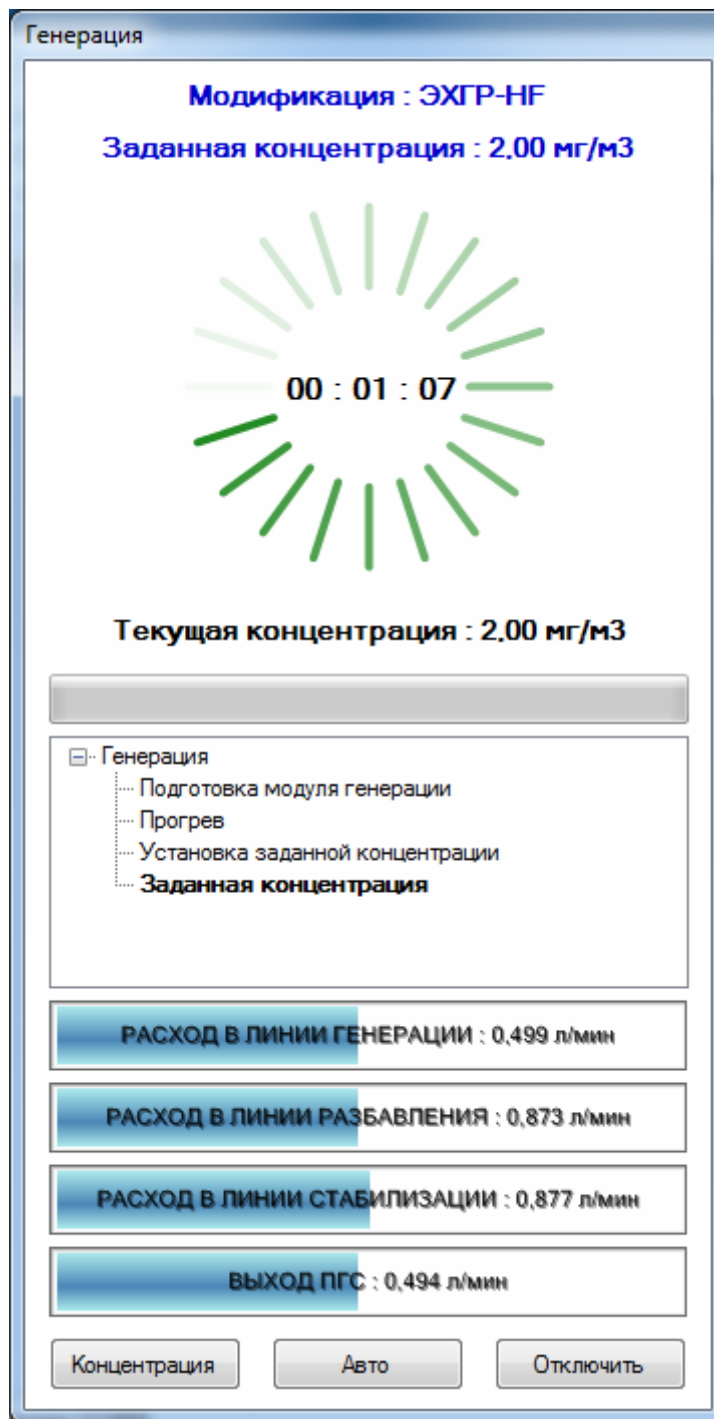 Генерация
Модификация : ЭХГР-HF
Заданная концентрация : 2,00 мг/м3
00 : 01 : 07
Текущая концентрация : 2,00 мг/м3
Генерация
Подготовка модуля генерации
Прогрев
Установка заданной концентрации
Заданная концентрация
РАСХОД В ЛИНИИ ГЕНЕРАЦИИ : 0,499 л/мин
РАСХОД В ЛИНИИ РАЗБАВЛЕНИЯ : 0,873 л/мин
РАСХОД В ЛИНИИ СТАБИЛИЗАЦИИ : 0,877 л/мин
ВЫХОД ПГС : 0,494 л/мин
Концентрация Авто Отключить